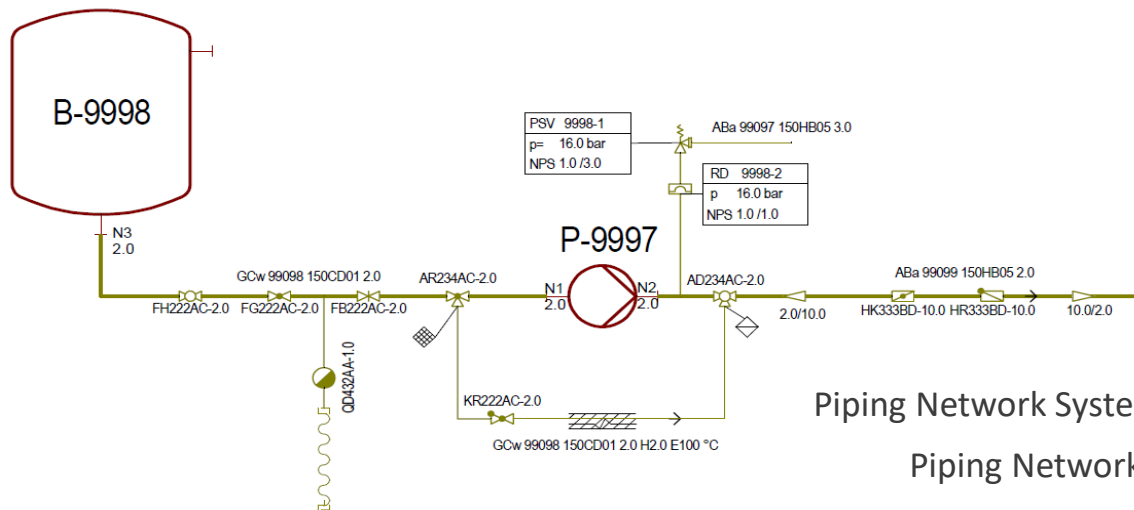 B-9998
N3
2.0
PSV 9998-1
p= 16.0 bar
NPS 1.0 /3.0
ABa 99097 150HB05 3.0
RD 9998-2
p 16.0 bar
NPS 1.0 /1.0
P-9997
GCw 99098 150CD01 2.0
AR234AC-2.0
N1
2.0
N2
2.0
AD234AC-2.0
ABa 99099 150HB05 2.0
FH222AC-2.0
FG222AC-2.0
FB222AC-2.0
2.0/10.0
HK333BD-10.0
HR333BD-10.0
10.0/2.0
QD432AA-1.0
KR222AC-2.0
GCw 99098 150CD01 2.0 H2.0 E100 °C
Piping Network Syste
Piping Network